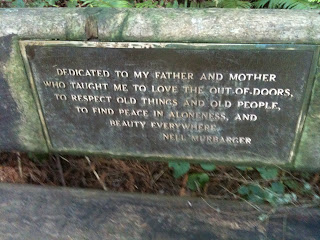 DEDICATED TO MY FATHER AND MOTHER
WHO TAUGHT ME TO LOVE THE OUT-OF-DOORS,
TO RESPECT OLD THINGS AND OLD PEOPLE,
TO FIND PEACE IN ALONENESS, AND
BEAUTY EVERYWHERE.
NELL MURBARGER